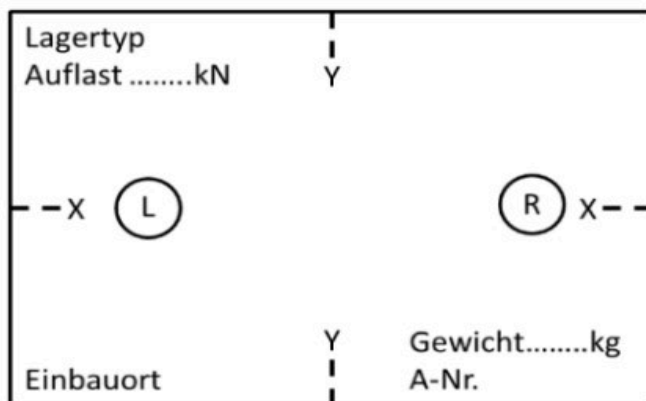 Lagertyp
Auflast ........kN
Y
X L R X
Y
Gewicht........kg
Einbauort
A-Nr.